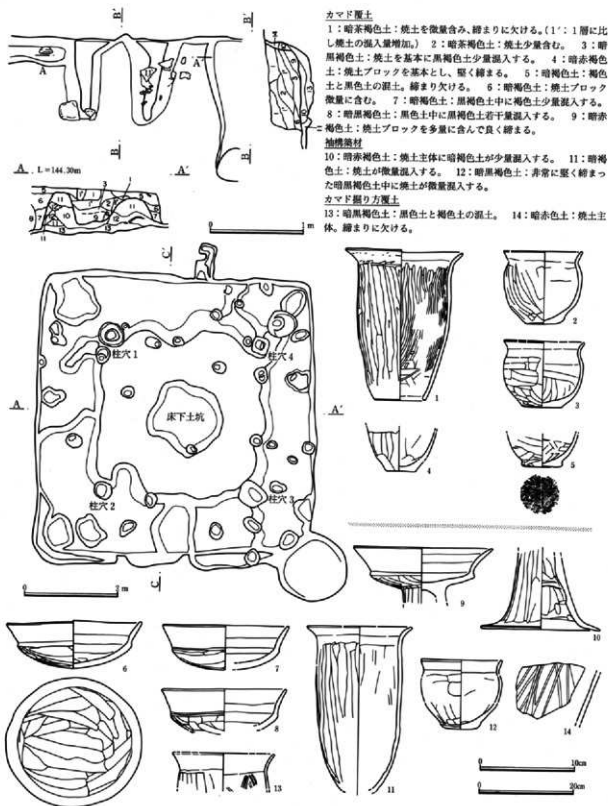 カマド覆土
1：暗茶褐色土：焼土を微量含み、締まりに欠ける。(1′：1層に比
し焼土の混入量増加。) 2：暗茶褐色土：焼土少量含む。 3：暗
黒褐色土：焼土を基本に黒褐色土少量混入する。 4：暗赤褐色
土：焼土ブロックを基本とし、堅く締まる。 5：暗褐色土：褐色
土と黒色土の混土。締まり欠ける。 6：暗褐色土：焼土ブロック
微量に含む。 7：暗褐色土：黒褐色土中に褐色土少量混入する。
8：暗黒褐色土：黒色土中に黒褐色土若干量混入する。 9：暗赤
褐色土：焼土ブロックを多量に含んで良く締まる。
袖構築材
10：暗赤褐色土：焼土主体に暗褐色土が少量混入する。 11：暗褐
色土：焼土が微量混入する。 12：暗黒褐色土：非常に堅く締まっ
た暗黒褐色土中に焼土が微量混入する。
カマド掘り方覆土
13：暗黒褐色土：黒色土と褐色土の混土。 14：暗赤色土：焼土主
体。締まりに欠ける。
B′
B′
A
A′
B
B
A L=144.30m
A′
0 1m
C′
柱穴1
柱穴4
A
床下土坑
A′
柱穴2
柱穴3
C
0 2m
1
2
3
4
5
6
7
8
9
10
11
12
13
14
0 10cm
0 20cm